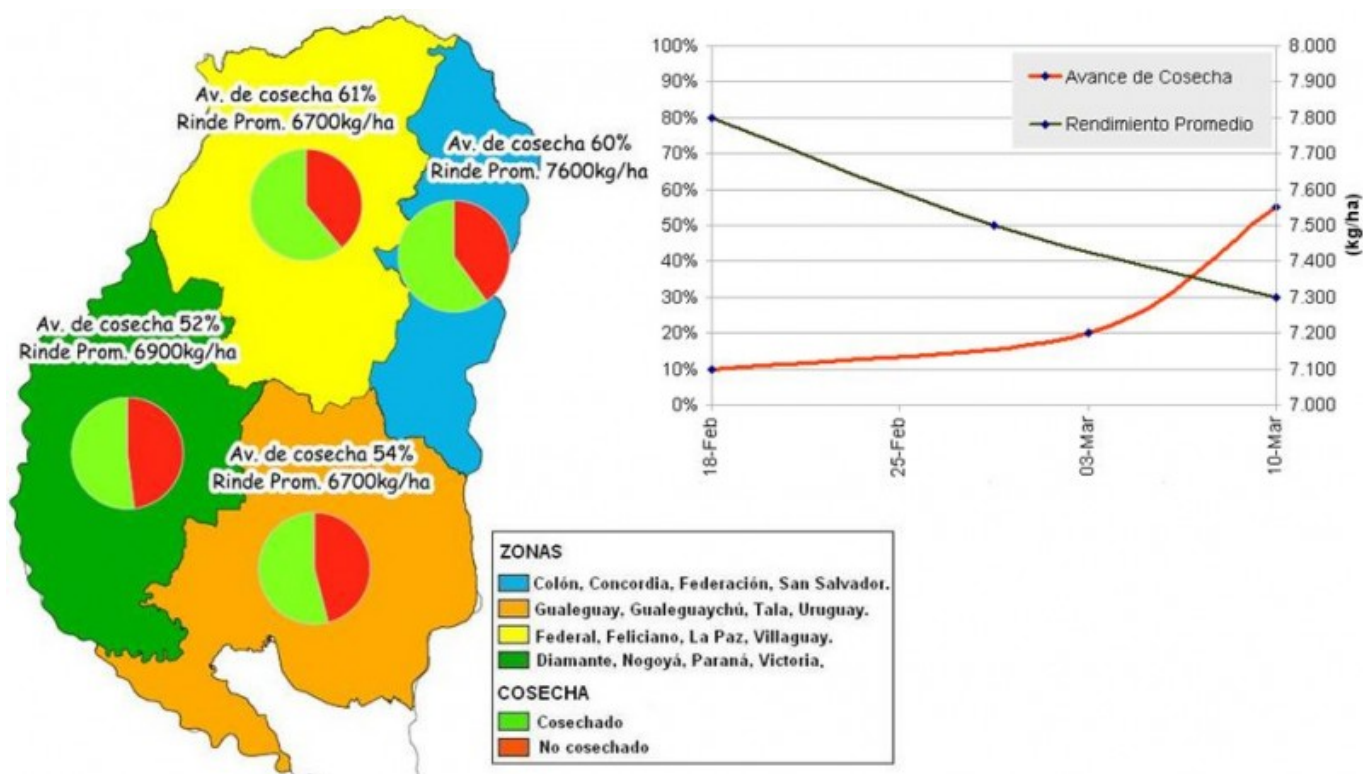 Av. de cosecha 61%
Rinde Prom. 6700kg/ha
Av. de cosecha 60%
Rinde Prom. 7600kg/ha
Av. de cosecha 52%
Rinde Prom. 6900kg/ha
Av. de cosecha 54%
Rinde Prom. 6700kg/ha
ZONAS
Colón, Concordia, Federación, San Salvador.
Gualeguay, Gualeguaychú, Tala, Uruguay.
Federal, Feliciano, La Paz, Villaguay.
Diamante, Nogoyá, Paraná, Victoria.
COSECHA
Cosechado
No cosechado
100%
90%
80%
70%
60%
50%
40%
30%
20%
10%
0%
Avance de Cosecha
Rendimiento Promedio
8.000
7.900
7.800
7.700
7.600
7.500
7.400
7.300
7.200
7.100
7.000
(kg/ha)
18-Feb
25-Feb
03-Mar
10-Mar